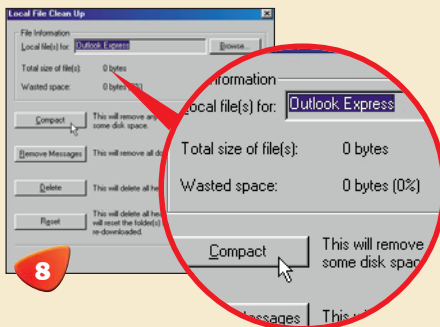 Local File Clean Up
File Information
Local file(s) for: Outlook Express Browse...
Total size of file(s): 0 bytes
Wasted space: 0 bytes (0%)
Compact This will remove any
some disk space.
Remove Messages This will remove all do
Delete This will delete all hea
Reset This will delete all hea
will reset the folder(s)
re-downloaded.
8
formation
ocal file(s) for: Outlook Express
Total size of file(s): 0 bytes
Wasted space: 0 bytes (0%)
Compact This will remove
some disk spac
essages This